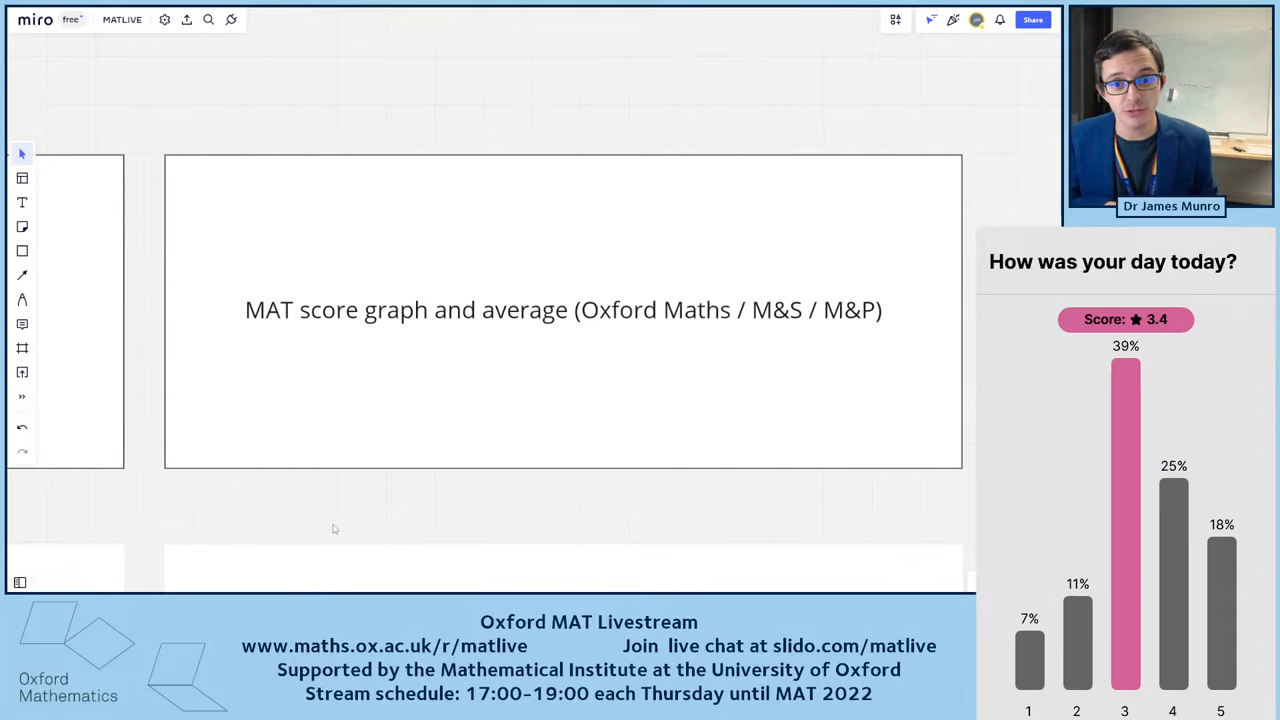 miro free MATLIVE
Share
MAT score graph and average (Oxford Maths / M&S / M&P)
Dr James Munro
How was your day today?
Score: ★ 3.4
39%
25%
18%
11%
7%
1 2 3 4 5
Oxford MAT Livestream
www.maths.ox.ac.uk/r/matlive Join live chat at slido.com/matlive
Supported by the Mathematical Institute at the University of Oxford
Stream schedule: 17:00-19:00 each Thursday until MAT 2022
Oxford
Mathematics